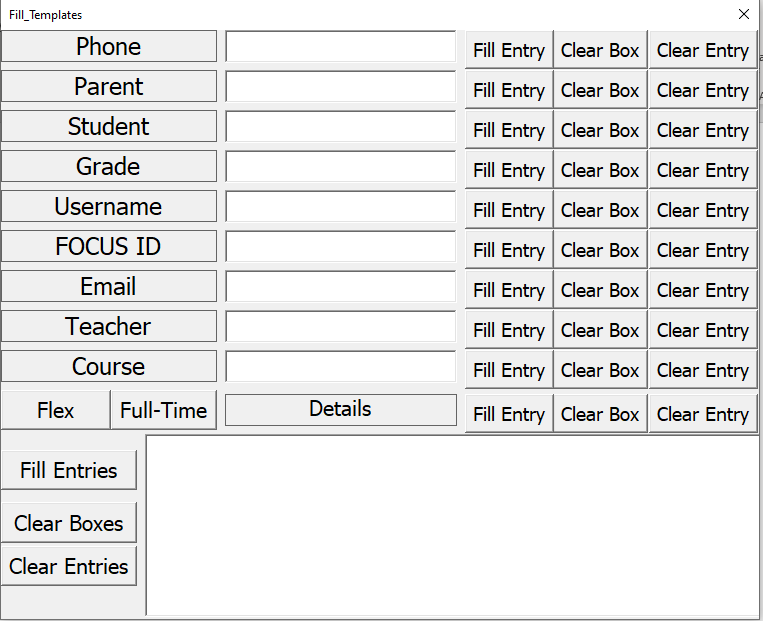 Fill_Templates
Phone Fill Entry Clear Box Clear Entry
Parent Fill Entry Clear Box Clear Entry
Student Fill Entry Clear Box Clear Entry
Grade Fill Entry Clear Box Clear Entry
Username Fill Entry Clear Box Clear Entry
FOCUS ID Fill Entry Clear Box Clear Entry
Email Fill Entry Clear Box Clear Entry
Teacher Fill Entry Clear Box Clear Entry
Course Fill Entry Clear Box Clear Entry
Flex Full-Time Details Fill Entry Clear Box Clear Entry
Fill Entries
Clear Boxes
Clear Entries